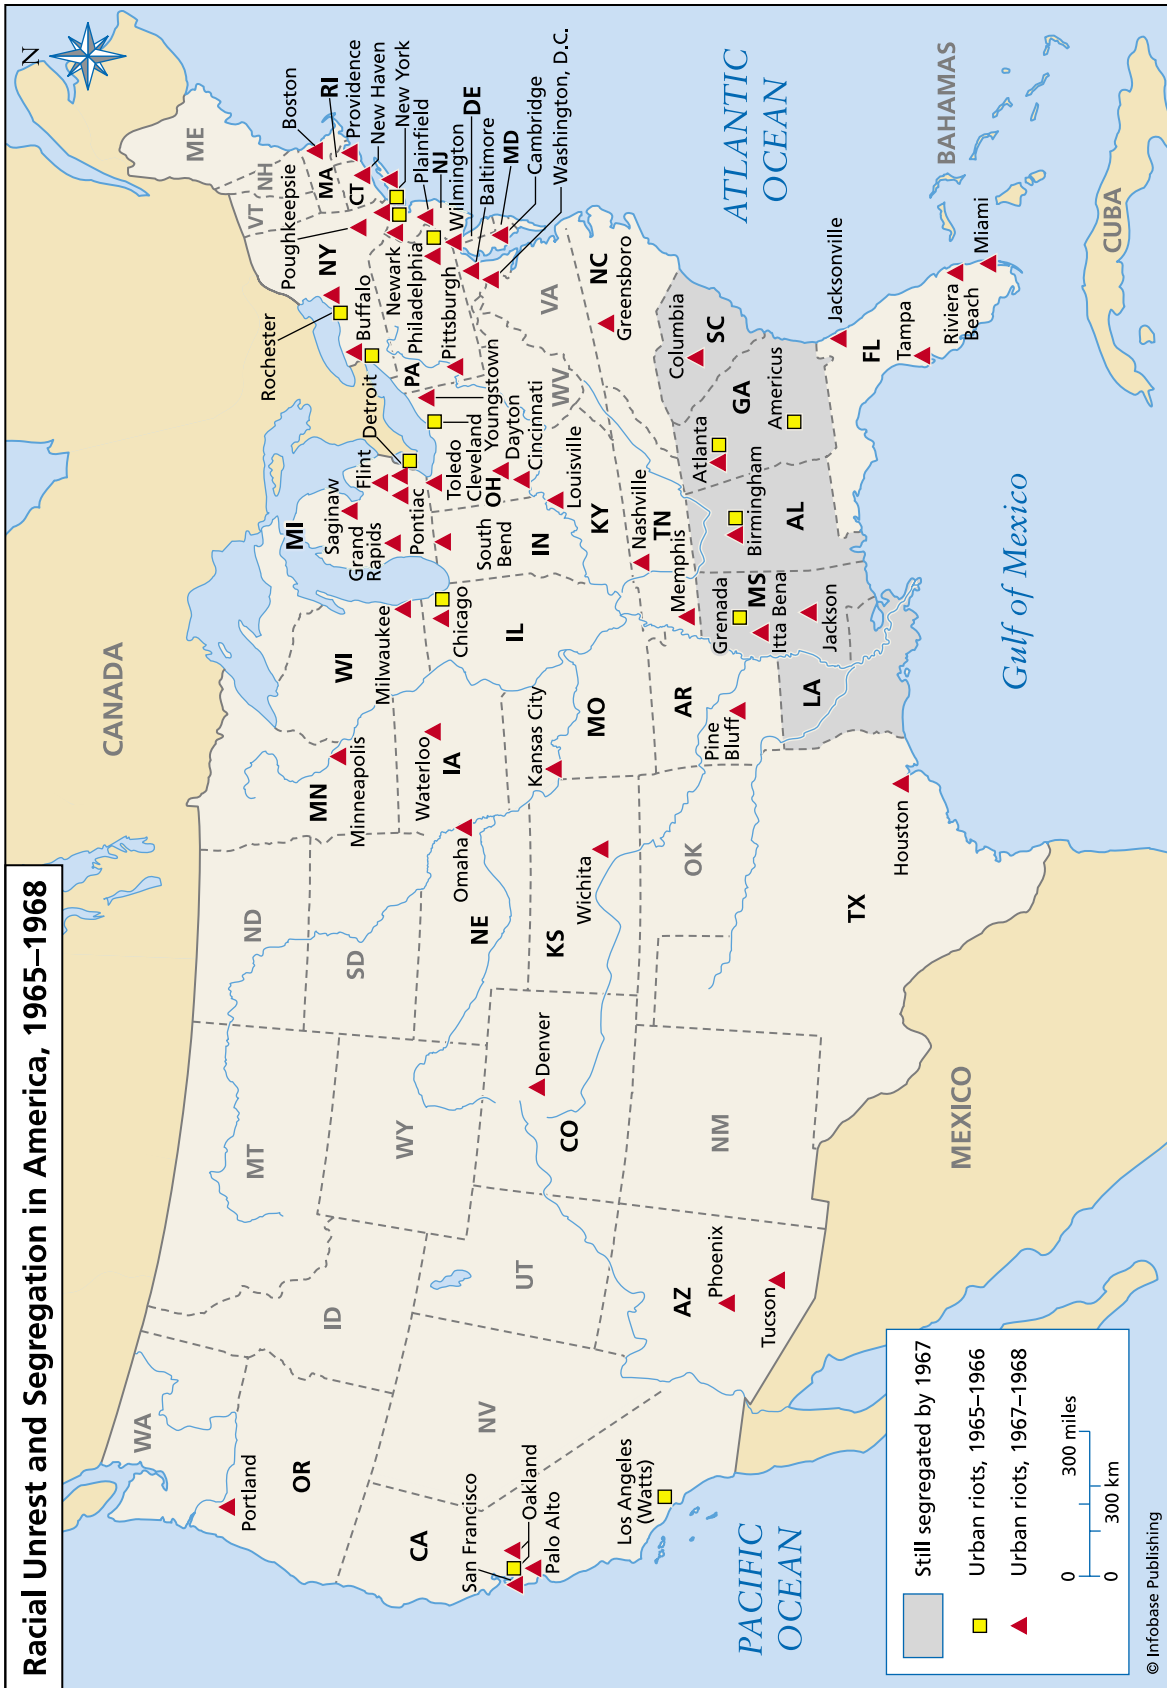 Racial Unrest and Segregation in America, 1965–1968
N
CANADA
WA
Portland
OR
ID
MT
ND
SD
WY
NV
UT
CA
San Francisco
Oakland
Palo Alto
Los Angeles
(Watts)
AZ
Phoenix
Tucson
CO
Denver
NM
NE
Omaha
KS
Wichita
OK
TX
Houston
MN
Minneapolis
WI
Milwaukee
IA
Waterloo
MO
Kansas City
AR
Pine
Bluff
LA
IL
Chicago
MI
Saginaw
Grand
Rapids
Flint
Pontiac
Detroit
IN
South
Bend
OH
Toledo
Cleveland
Youngstown
Dayton
Cincinnati
KY
Louisville
TN
Nashville
Memphis
MS
Grenada
Itta Bena
Jackson
AL
Birmingham
GA
Atlanta
Americus
SC
Columbia
NC
Greensboro
FL
Jacksonville
Tampa
Riviera
Beach
Miami
VA
WV
PA
Pittsburgh
Philadelphia
Newark
NY
Rochester
Buffalo
Poughkeepsie
VT
NH
ME
MA
Boston
RI
Providence
CT
New Haven
New York
Plainfield
NJ
Wilmington
DE
Baltimore
MD
Cambridge
Washington, D.C.
ATLANTIC
OCEAN
BAHAMAS
CUBA
Gulf of Mexico
MEXICO
PACIFIC
OCEAN
Still segregated by 1967
Urban riots, 1965–1966
Urban riots, 1967–1968
0 300 miles
0 300 km
© Infobase Publishing